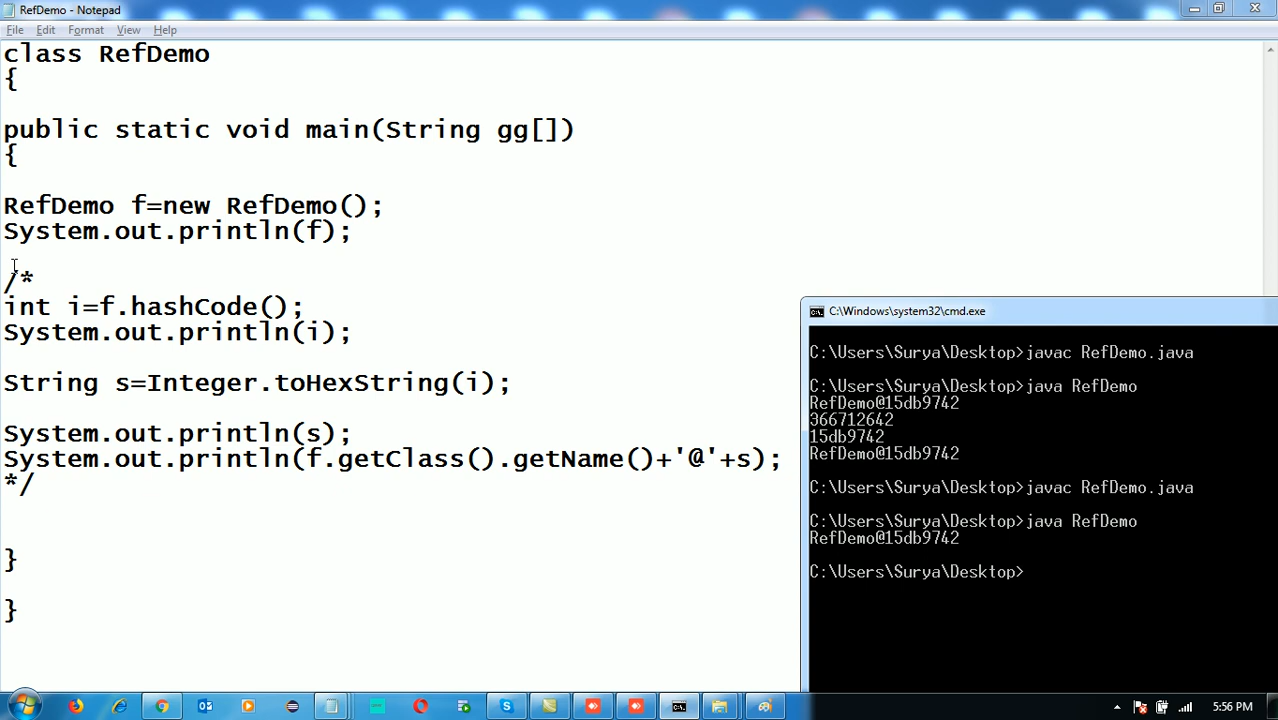 RefDemo - Notepad
File Edit Format View Help
class RefDemo
{
public static void main(String gg[])
{
RefDemo f=new RefDemo();
System.out.println(f);
/*
int i=f.hashCode();
System.out.println(i);
String s=Integer.toHexString(i);
System.out.println(s);
System.out.println(f.getClass().getName()+'@'+s);
*/
}
}
C:\Windows\system32\cmd.exe
C:\Users\Surya\Desktop>javac RefDemo.java
C:\Users\Surya\Desktop>java RefDemo
RefDemo@15db9742
366712642
15db9742
RefDemo@15db9742
C:\Users\Surya\Desktop>javac RefDemo.java
C:\Users\Surya\Desktop>java RefDemo
RefDemo@15db9742
C:\Users\Surya\Desktop>
5:56 PM